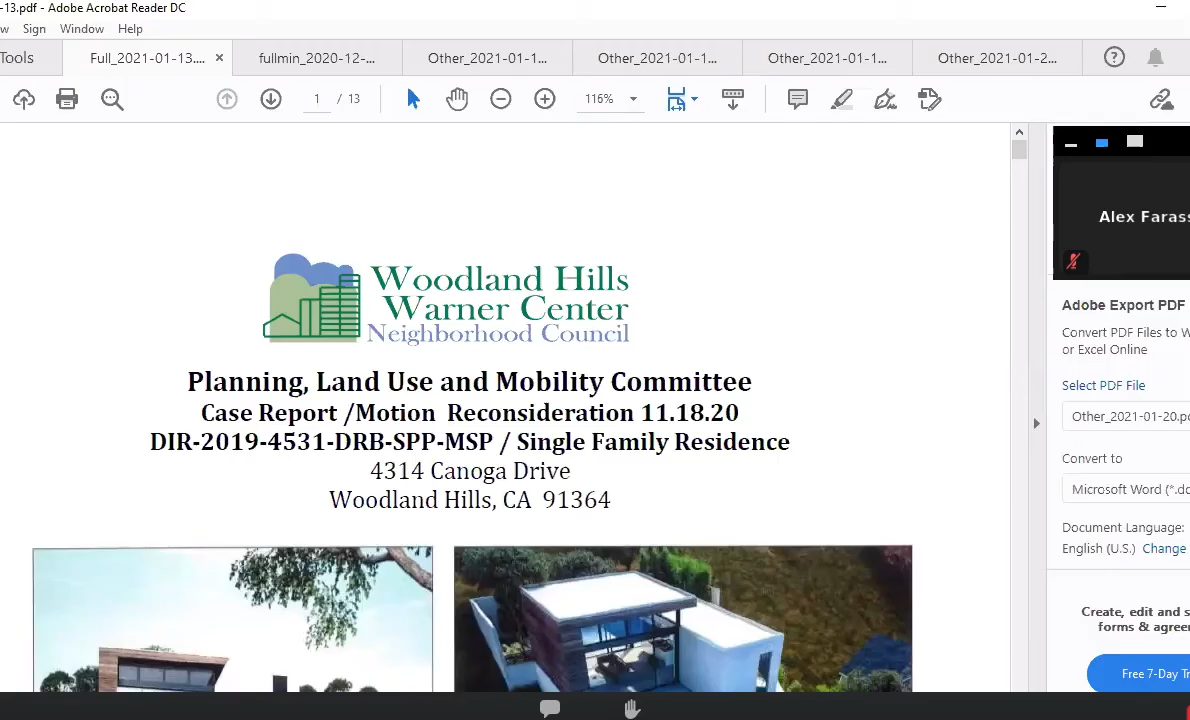 -13.pdf - Adobe Acrobat Reader DC
w Sign Window Help
Tools Full_2021-01-13.... × fullmin_2020-12-... Other_2021-01-1... Other_2021-01-1... Other_2021-01-1... Other_2021-01-2...
1 / 13 116%
Alex Farass
Woodland Hills
Warner Center
Neighborhood Council
Planning, Land Use and Mobility Committee
Case Report /Motion Reconsideration 11.18.20
DIR-2019-4531-DRB-SPP-MSP / Single Family Residence
4314 Canoga Drive
Woodland Hills, CA 91364
Adobe Export PDF
Convert PDF Files to W
or Excel Online
Select PDF File
Other_2021-01-20.p
Convert to
Microsoft Word (*.do
Document Language:
English (U.S.) Change
Create, edit and s
forms & agree
Free 7-Day Tr